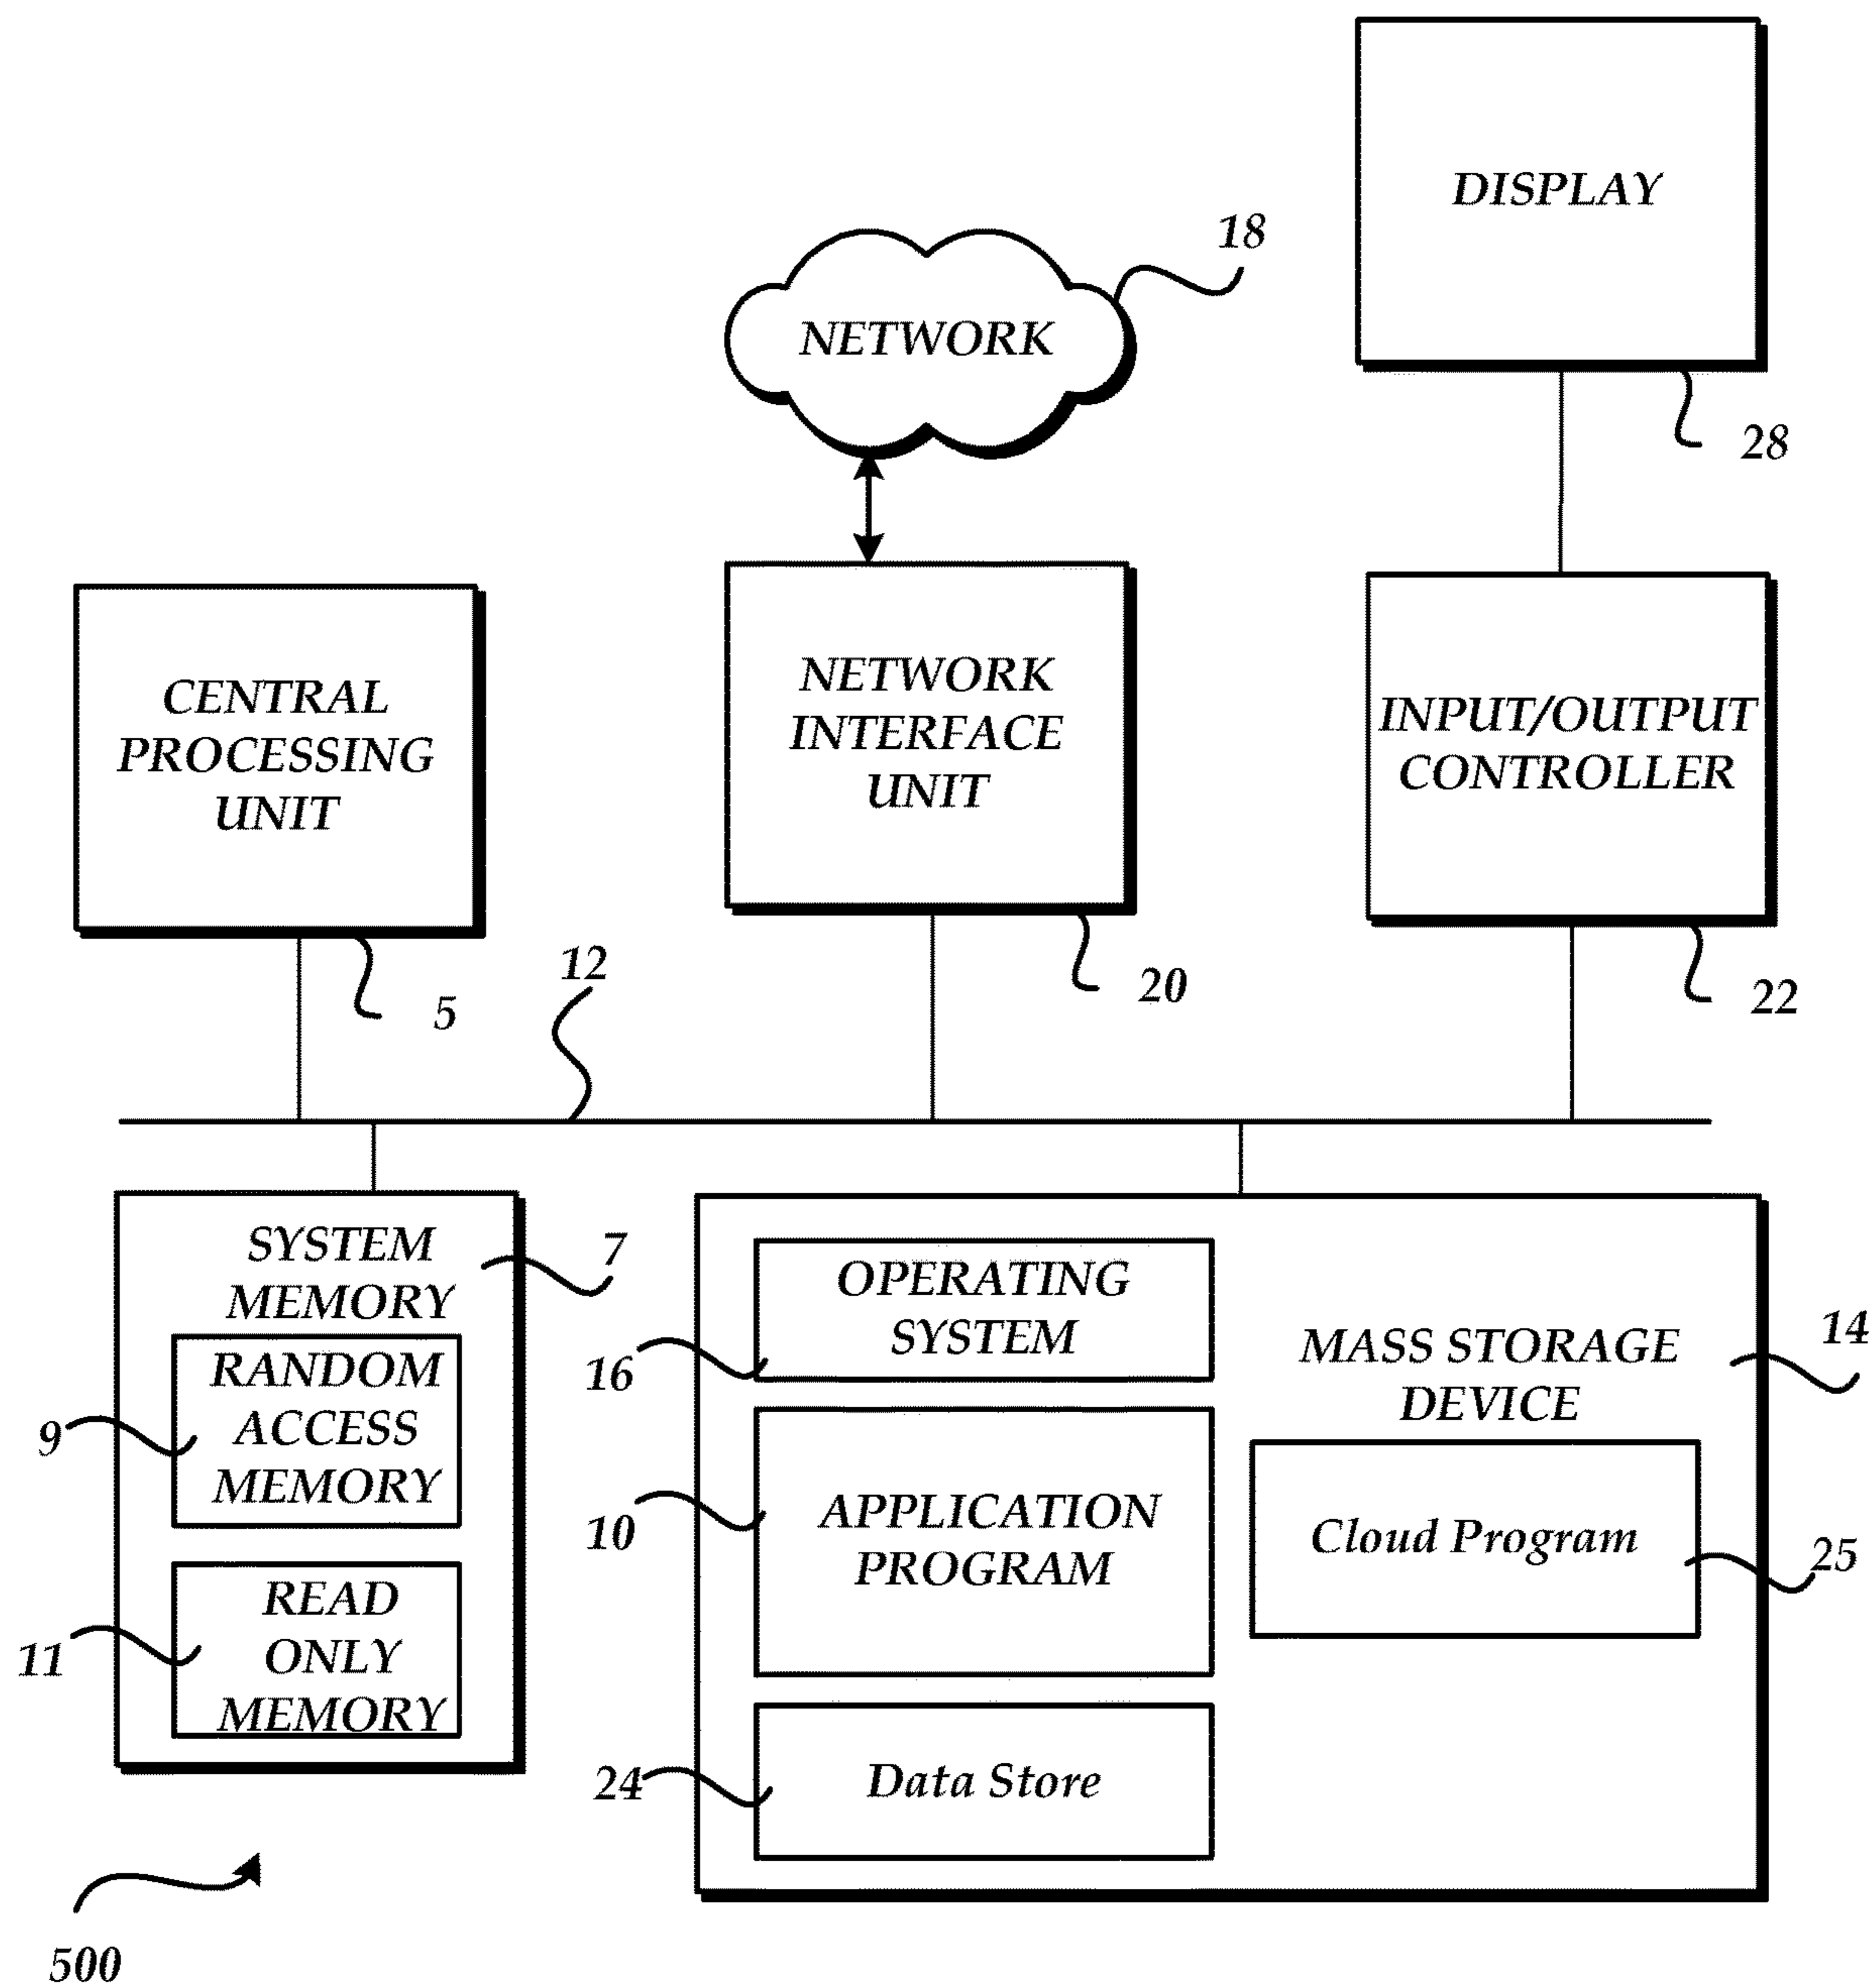 DISPLAY
28
18
NETWORK
CENTRAL
PROCESSING
UNIT
5
NETWORK
INTERFACE
UNIT
20
INPUT/OUTPUT
CONTROLLER
22
12
SYSTEM
MEMORY
7
RANDOM
ACCESS
MEMORY
9
READ
ONLY
MEMORY
11
OPERATING
SYSTEM
16
MASS STORAGE
DEVICE
14
APPLICATION
PROGRAM
10
Cloud Program
25
Data Store
24
500